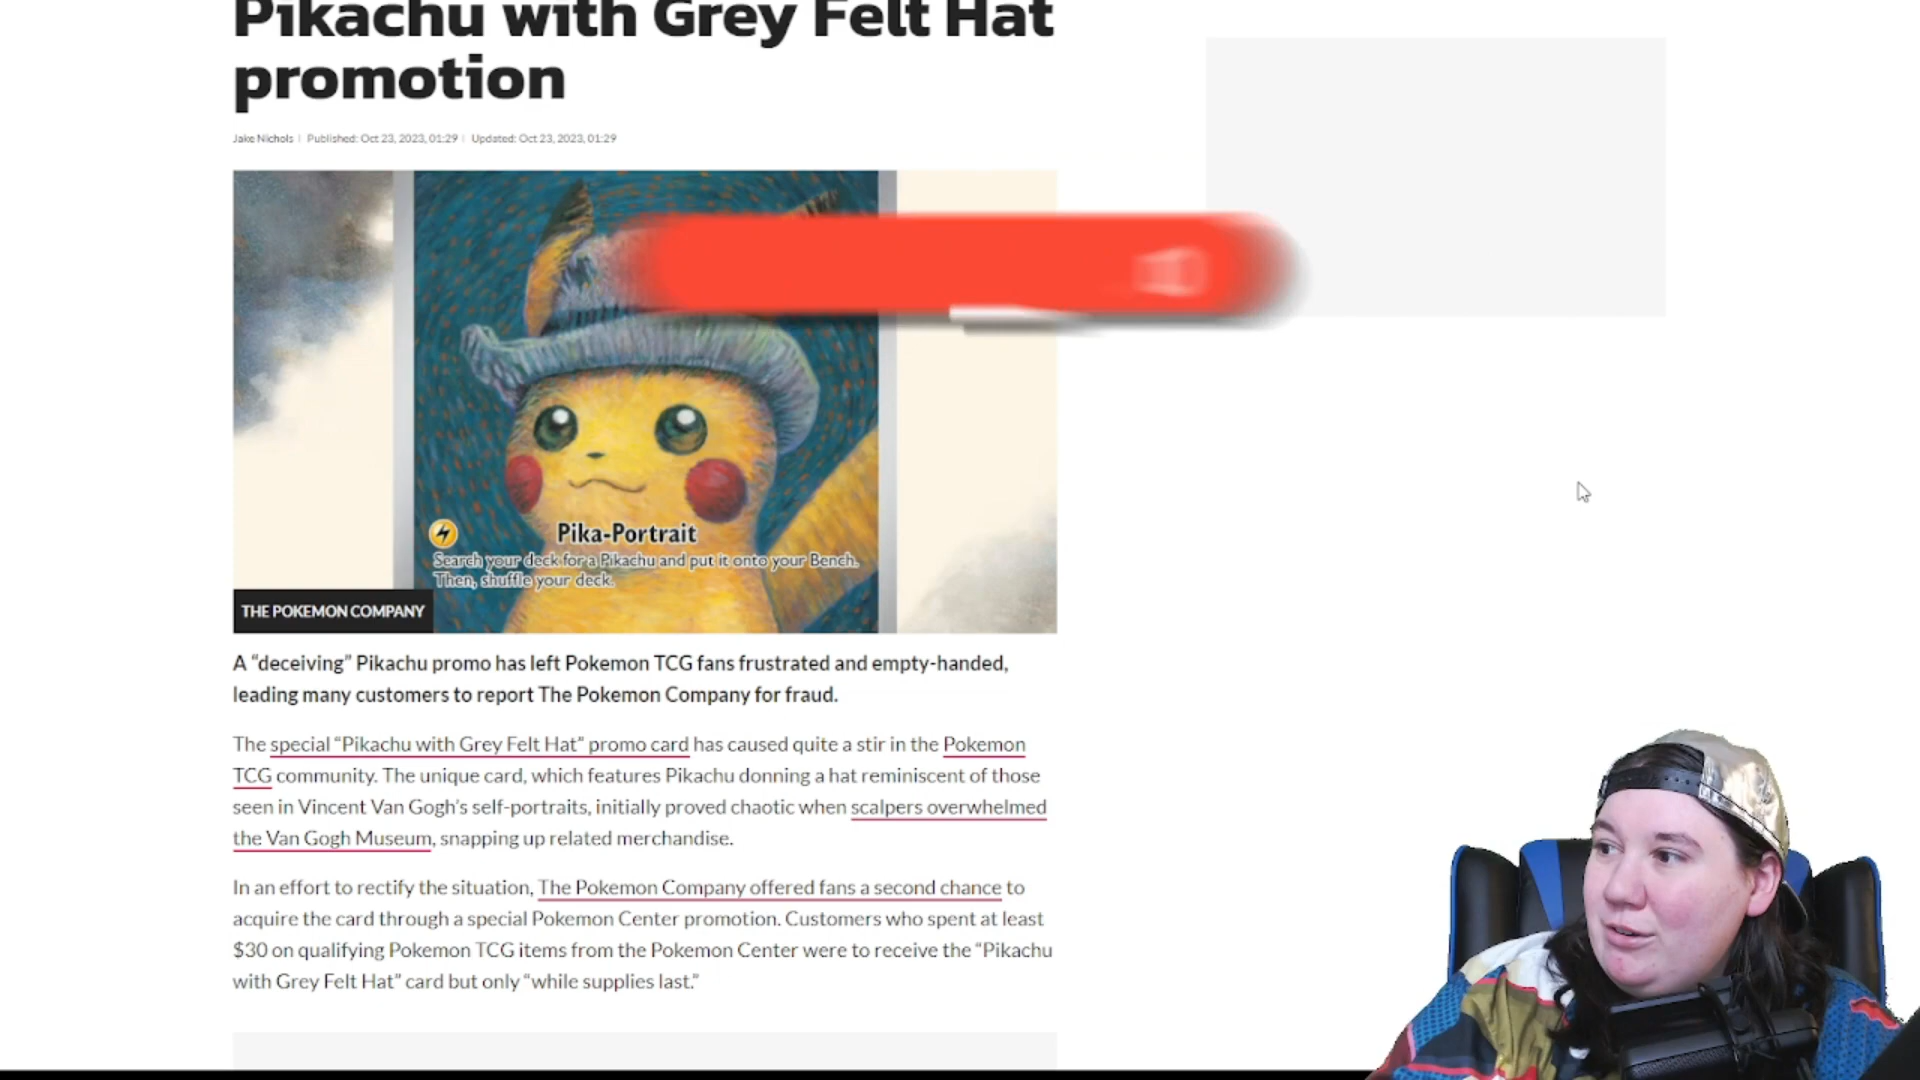 Pikachu with Grey Felt Hat
promotion
Jake Nichols | Published: Oct 23, 2023, 01:29 | Updated: Oct 23, 2023, 01:29
Pika-Portrait
Search your deck for a Pikachu and put it onto your Bench.
Then, shuffle your deck.
THE POKEMON COMPANY
A “deceiving” Pikachu promo has left Pokemon TCG fans frustrated and empty-handed,
leading many customers to report The Pokemon Company for fraud.
The special “Pikachu with Grey Felt Hat” promo card has caused quite a stir in the Pokemon
TCG community. The unique card, which features Pikachu donning a hat reminiscent of those
seen in Vincent Van Gogh’s self-portraits, initially proved chaotic when scalpers overwhelmed
the Van Gogh Museum, snapping up related merchandise.
In an effort to rectify the situation, The Pokemon Company offered fans a second chance to
acquire the card through a special Pokemon Center promotion. Customers who spent at least
$30 on qualifying Pokemon TCG items from the Pokemon Center were to receive the “Pikachu
with Grey Felt Hat” card but only “while supplies last.”